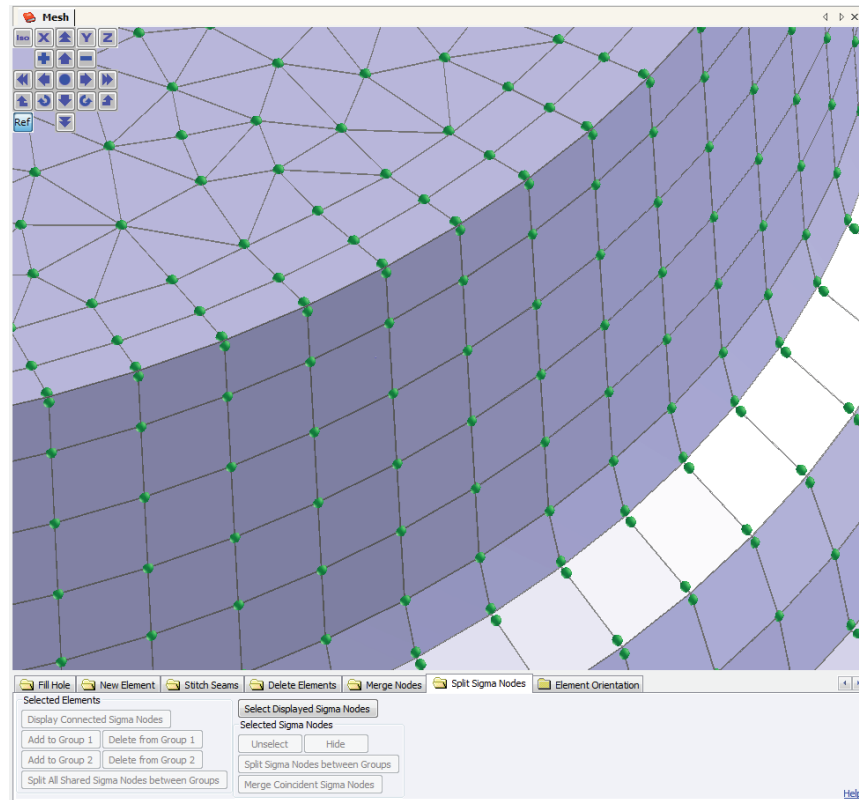 Mesh
Iso X Y Z
Ref
Fill Hole New Element Stitch Seams Delete Elements Merge Nodes Split Sigma Nodes Element Orientation
Selected Elements
Display Connected Sigma Nodes
Add to Group 1 Delete from Group 1
Add to Group 2 Delete from Group 2
Split All Shared Sigma Nodes between Groups
Select Displayed Sigma Nodes
Selected Sigma Nodes
Unselect Hide
Split Sigma Nodes between Groups
Merge Coincident Sigma Nodes
Help